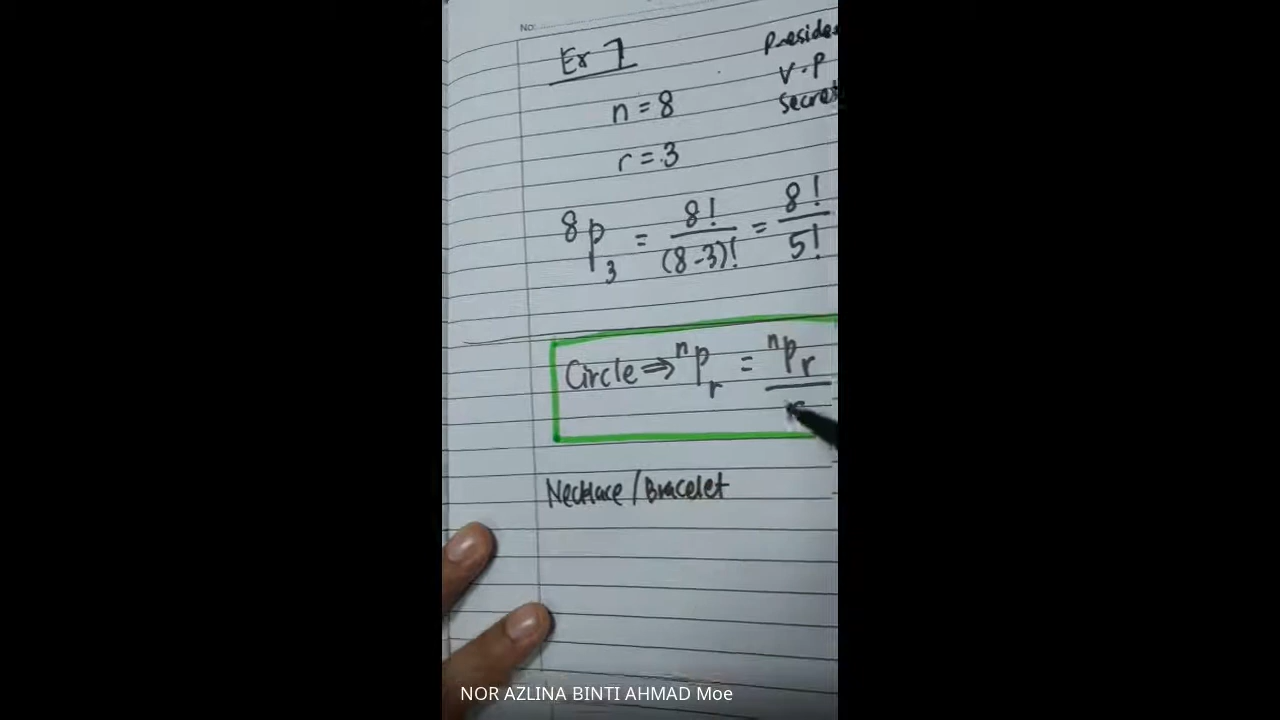 No:
Ex 7
n = 8
V.P
r = 3
8P3 = 8!/(8-3)! = 8!/5!
Circle ⇒ nPr = nPr/r
Necklace / Bracelet
NOR AZLINA BINTI AHMAD Moe